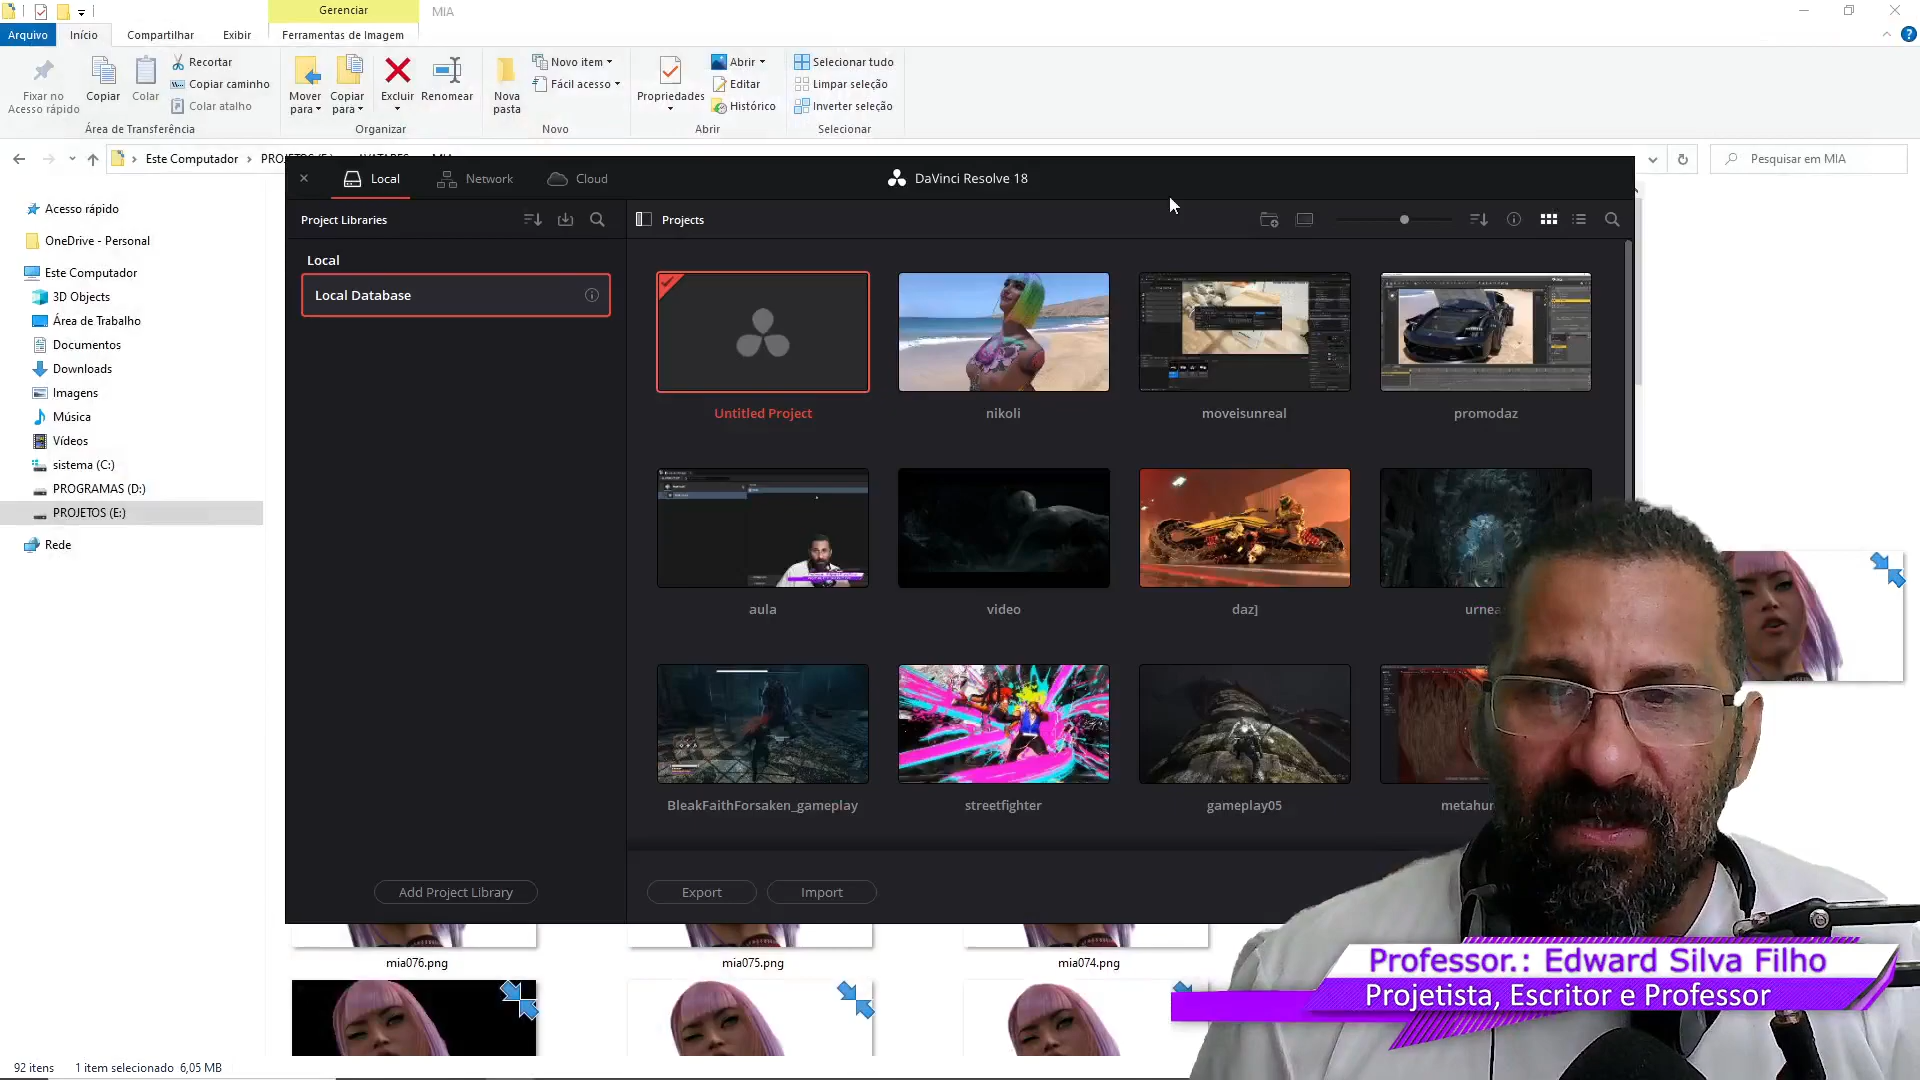 Gerenciar
MIA
Arquivo
Início
Compartilhar
Exibir
Ferramentas de Imagem
Fixar no
Acesso rápido
Copiar
Colar
Recortar
Copiar caminho
Colar atalho
Mover
para
Copiar
para
Excluir
Renomear
Nova
pasta
Novo item
Fácil acesso
Propriedades
Abrir
Editar
Histórico
Selecionar tudo
Limpar seleção
Inverter seleção
Área de Transferência
Organizar
Novo
Abrir
Selecionar
Este Computador
Pesquisar em MIA
Acesso rápido
OneDrive - Personal
Este Computador
3D Objects
Área de Trabalho
Documentos
Downloads
Imagens
Música
Vídeos
sistema (C:)
PROGRAMAS (D:)
PROJETOS (E:)
Rede
Local
Network
Cloud
DaVinci Resolve 18
Project Libraries
Projects
Local
Local Database
Untitled Project
nikoli
moveisunreal
promodaz
aula
video
daz]
BleakFaithForsaken_gameplay
streetfighter
gameplay05
Add Project Library
Export
Import
mia076.png
mia075.png
mia074.png
Professor.: Edward Silva Filho
Projetista, Escritor e Professor
92 itens
1 item selecionado 6,05 MB